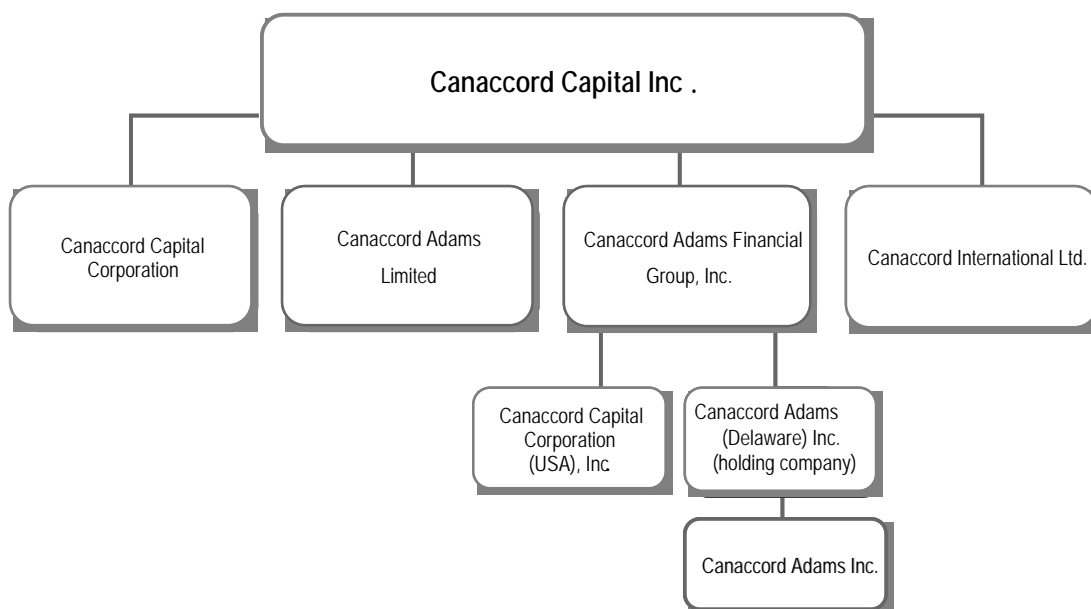 Canaccord Capital Inc .
Canaccord Capital
Corporation
Canaccord Adams
Limited
Canaccord Adams Financial
Group, Inc.
Canaccord International Ltd.
Canaccord Capital
Corporation
(USA), Inc.
Canaccord Adams
(Delaware) Inc.
(holding company)
Canaccord Adams Inc.